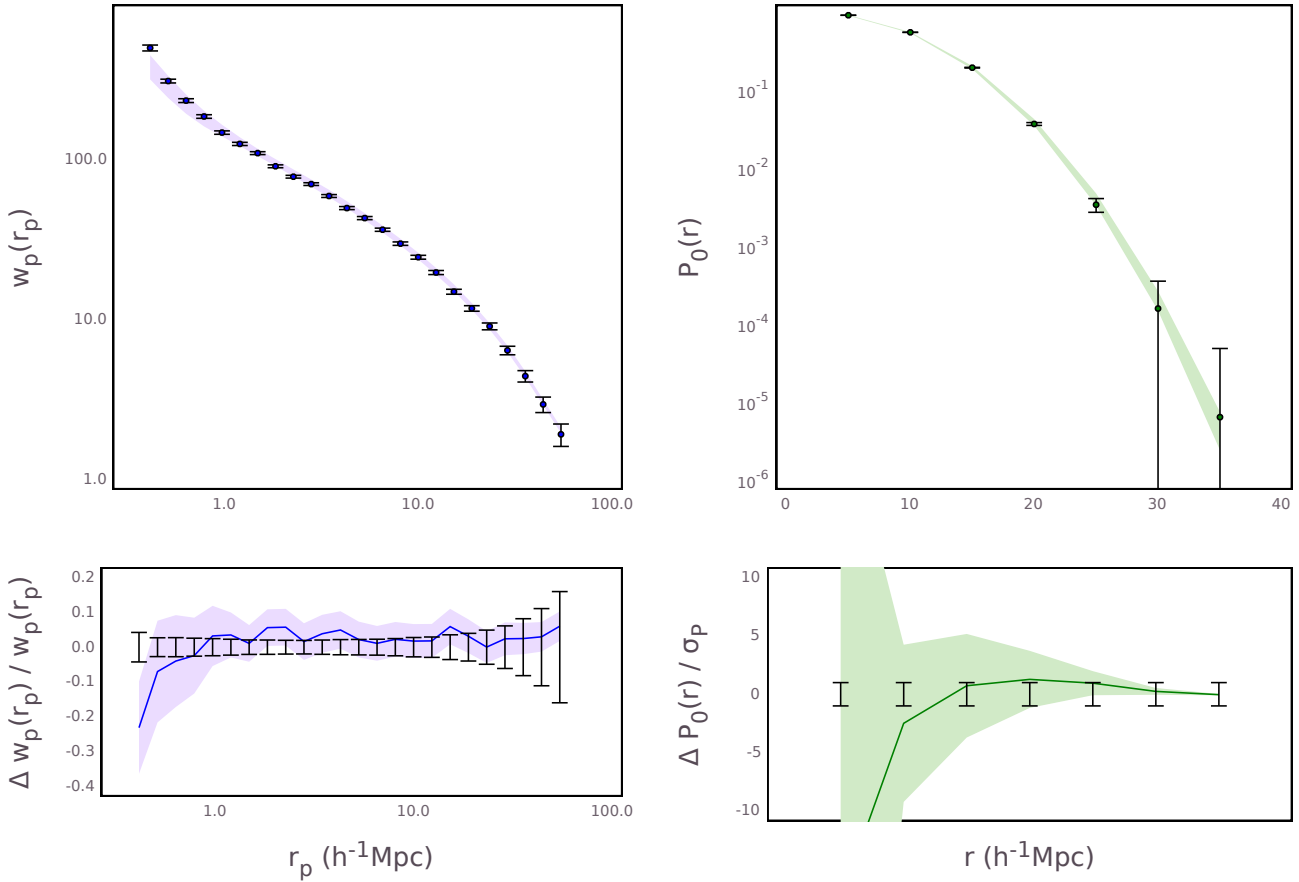 w_p(r_p)
100.0
10.0
1.0
1.0 10.0 100.0
P_0(r)
10^-1
10^-2
10^-3
10^-4
10^-5
10^-6
0 10 20 30 40
Δ w_p(r_p) / w_p(r_p)
0.2
0.1
0.0
-0.1
-0.2
-0.3
-0.4
1.0 10.0 100.0
r_p (h^-1Mpc)
Δ P_0(r) / σ_P
10
5
0
-5
-10
r (h^-1Mpc)